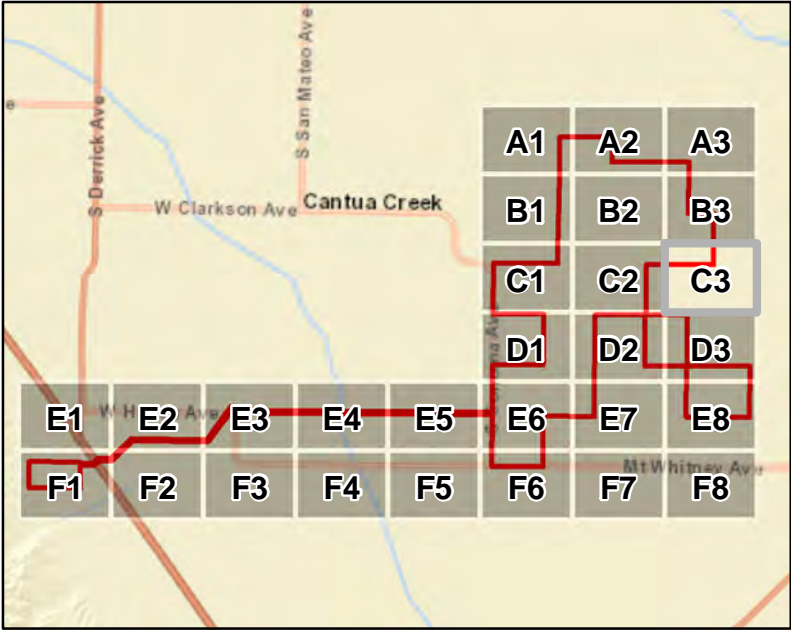 S San Mateo Ave
e
S Derrick Ave
A1 A2 A3
W Clarkson Ave Cantua Creek
B1 B2 B3
C1 C2 C3
D1 D2 D3
E1 E2 E3 E4 E5 E6 E7 E8
Mt Whitney Ave
F1 F2 F3 F4 F5 F6 F7 F8